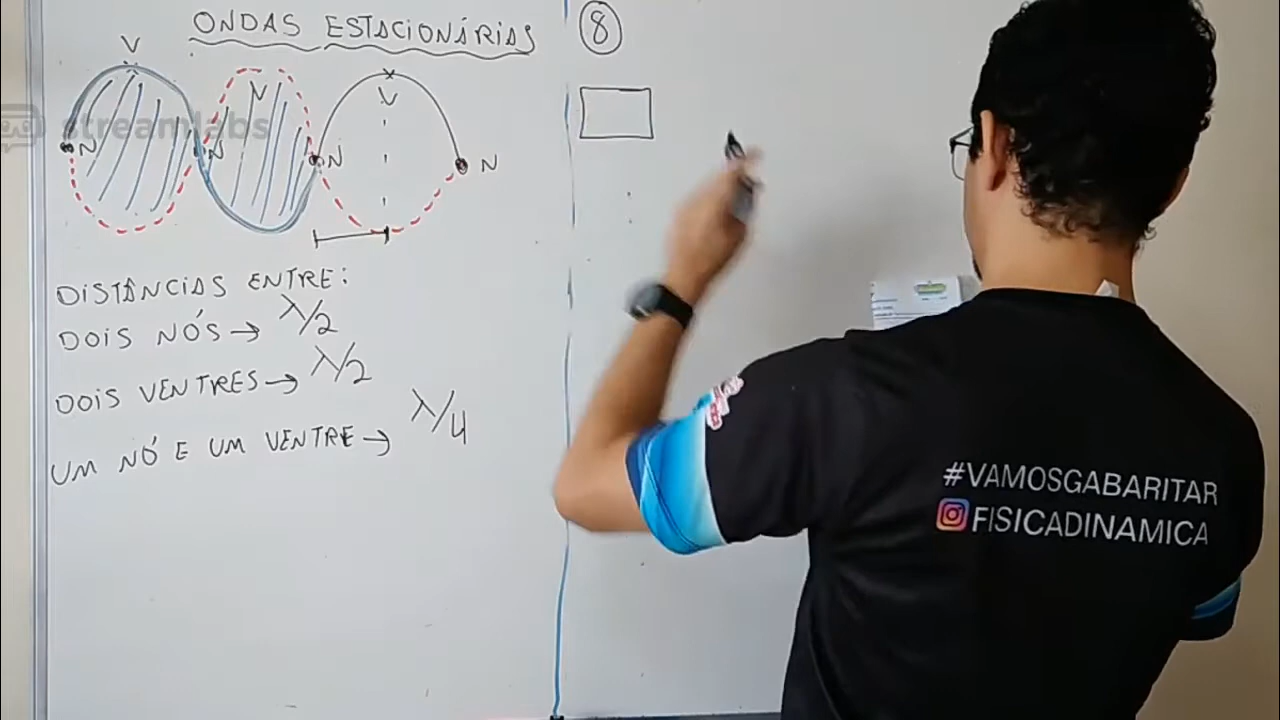 ONDAS ESTACIONÁRIAS
V
V
V
N
N
N
N
streamlabs
DISTÂNCIAS ENTRE:
DOIS NÓS → λ/2
DOIS VENTRES → λ/2
UM NÓ E UM VENTRE → λ/4
8
#VAMOSGABARITAR
FISICADINAMICA